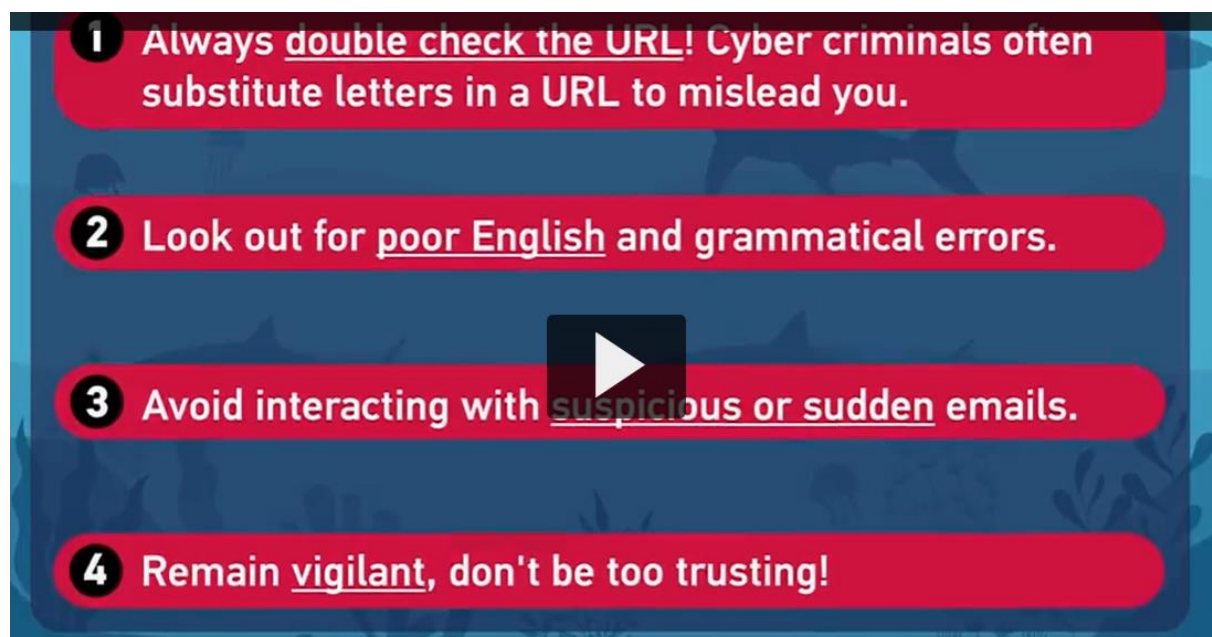 1 Always double check the URL! Cyber criminals often
substitute letters in a URL to mislead you.
2 Look out for poor English and grammatical errors.
3 Avoid interacting with suspicious or sudden emails.
4 Remain vigilant, don't be too trusting!